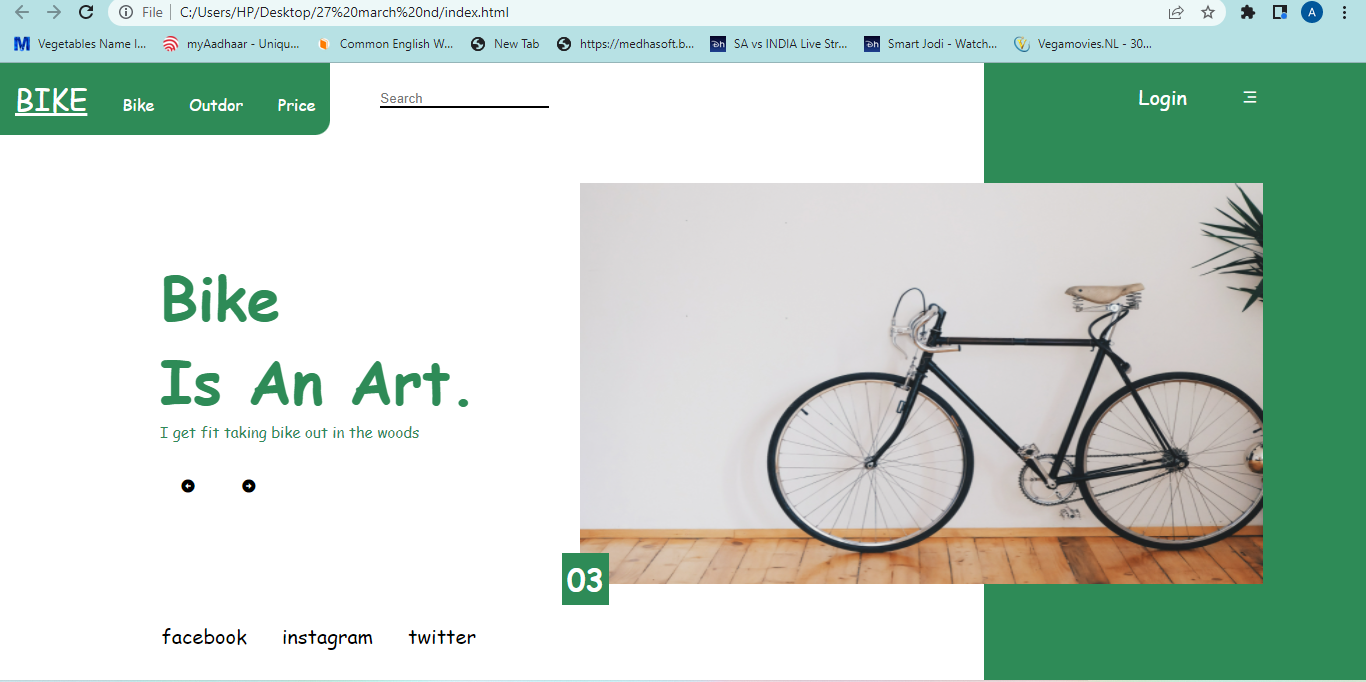 File C:/Users/HP/Desktop/27%20march%20nd/index.html A
Vegetables Name I... myAadhaar - Uniqu... Common English W... New Tab https://medhasoft.b... SA vs INDIA Live Str... Smart Jodi - Watch... Vegamovies.NL - 30...
BIKE Bike Outdor Price Search Login
Bike
Is An Art.
I get fit taking bike out in the woods
03
facebook instagram twitter